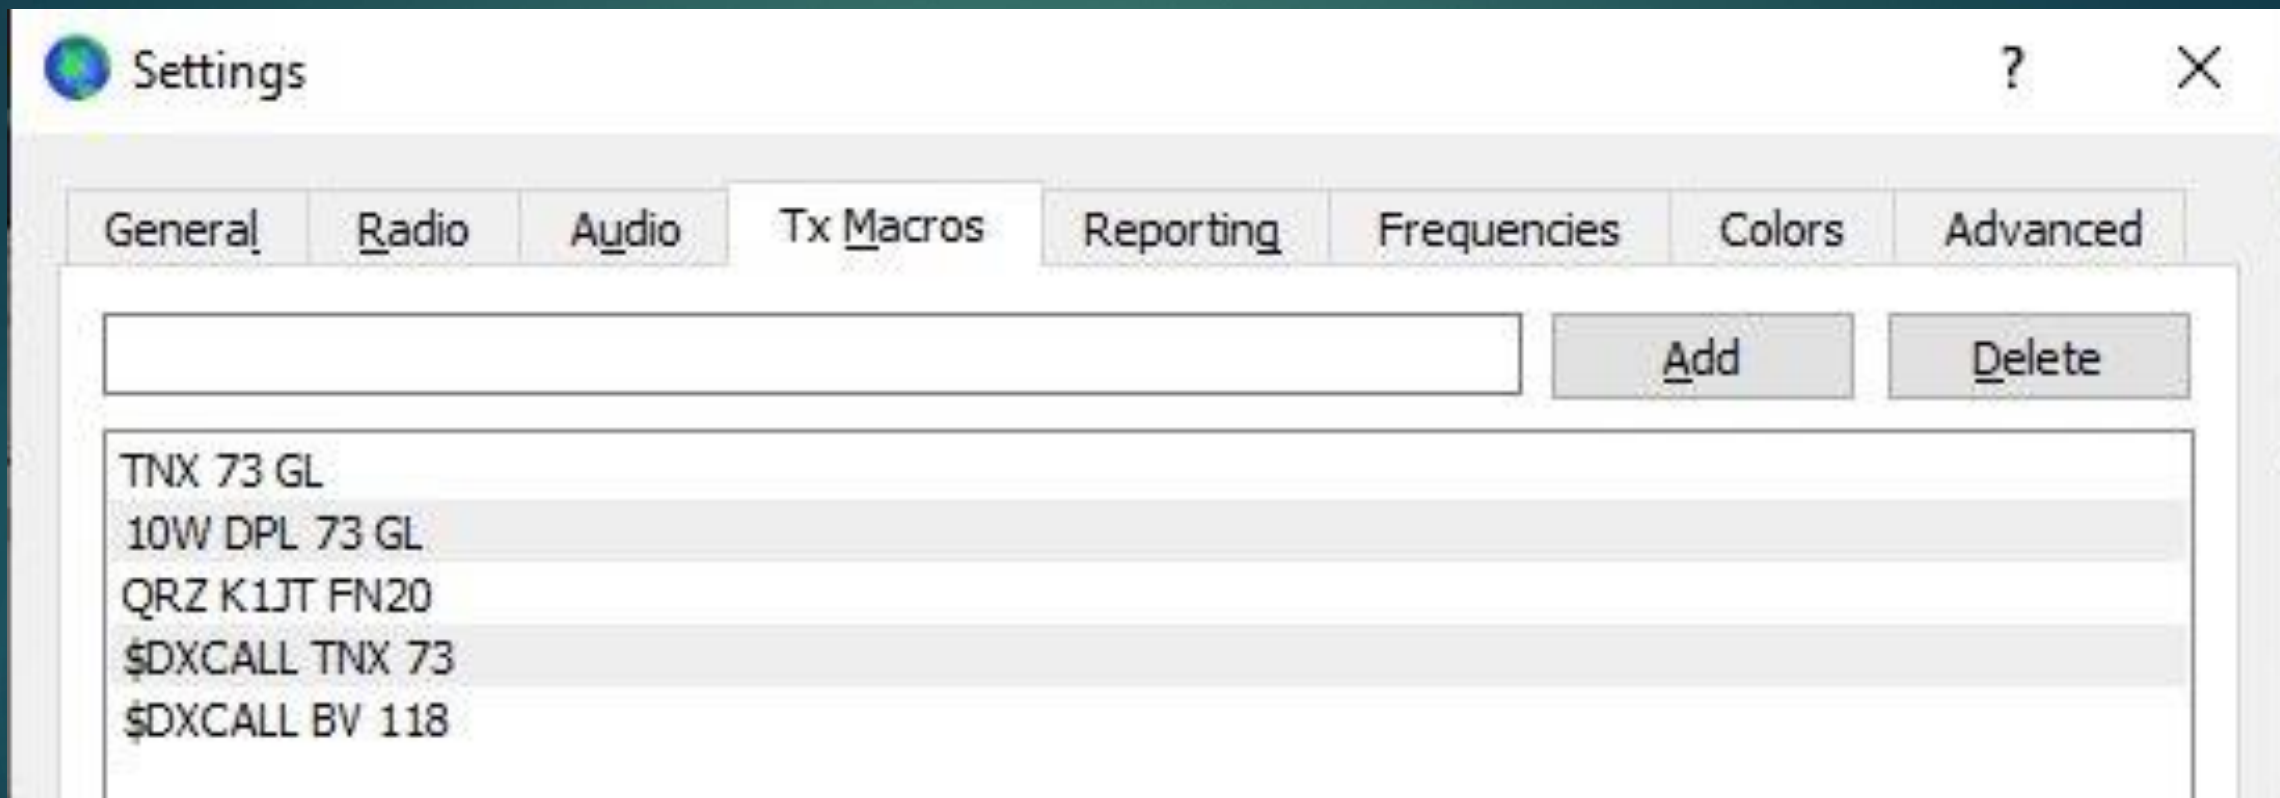 Settings ? X
General Radio Audio Tx Macros Reporting Frequencies Colors Advanced
Add Delete
TNX 73 GL
10W DPL 73 GL
QRZ K1JT FN20
$DXCALL TNX 73
$DXCALL BV 118